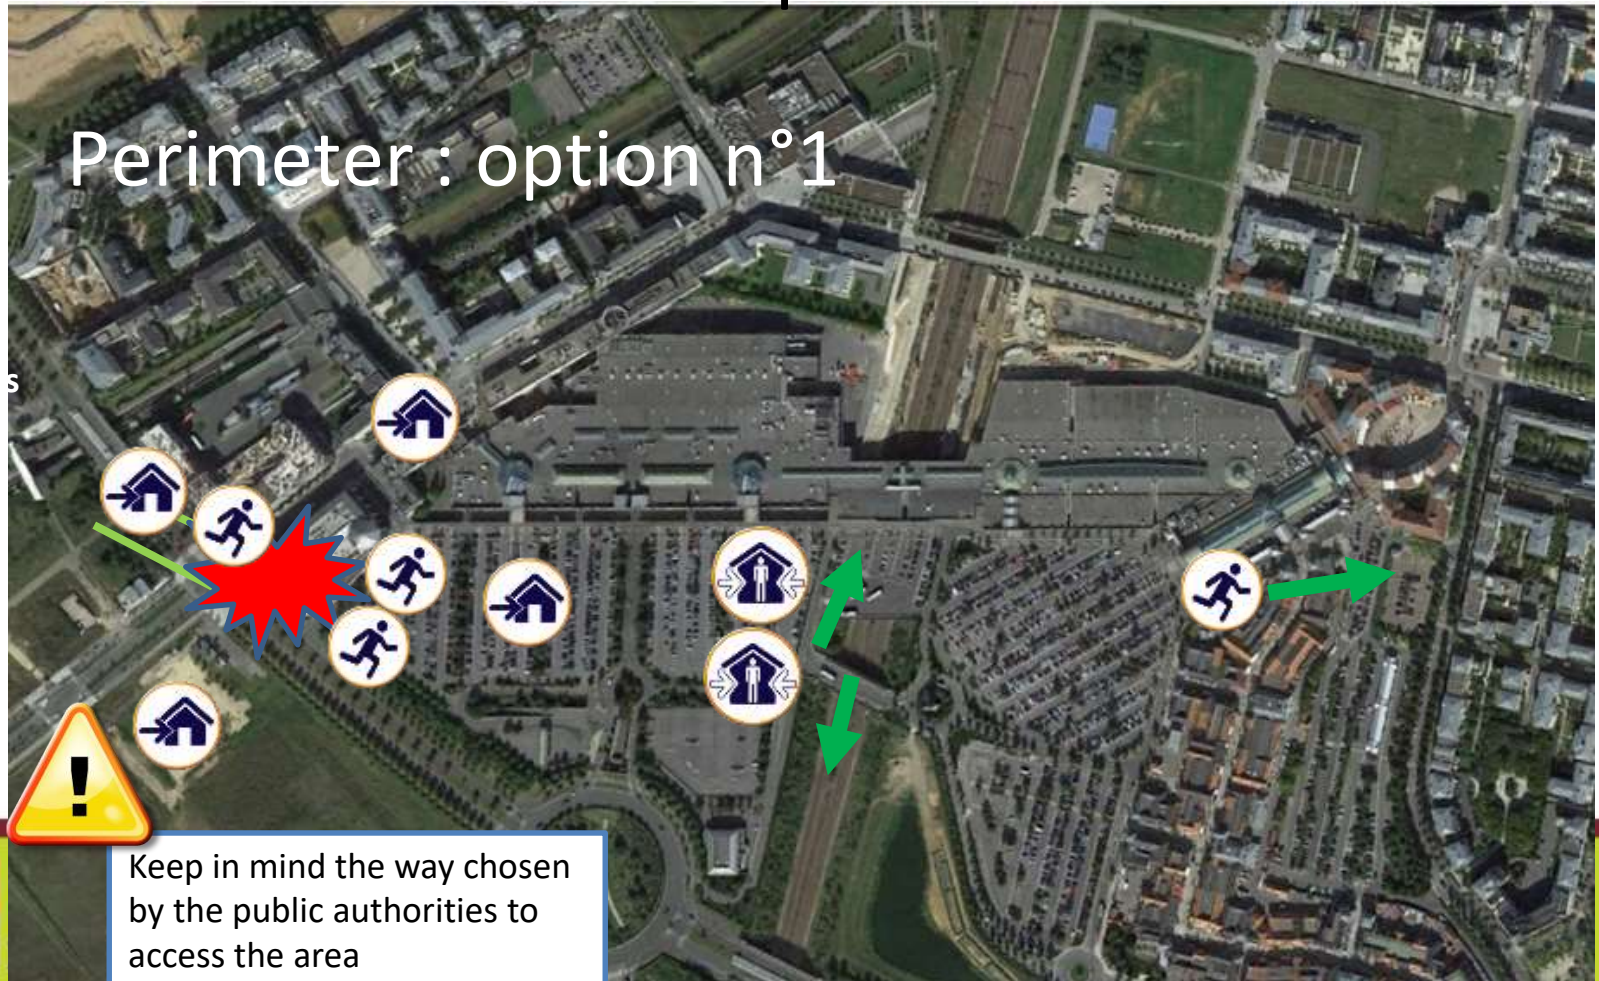 Perimeter : option n°1
s
!
Keep in mind the way chosen
by the public authorities to
access the area